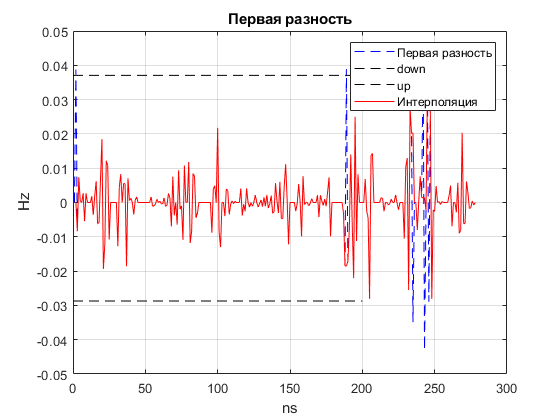 Первая разность
0.05
0.04
0.03
0.02
0.01
0
-0.01
-0.02
-0.03
-0.04
-0.05
Hz
Первая разность
down
up
Интерполяция
0 50 100 150 200 250 300
ns